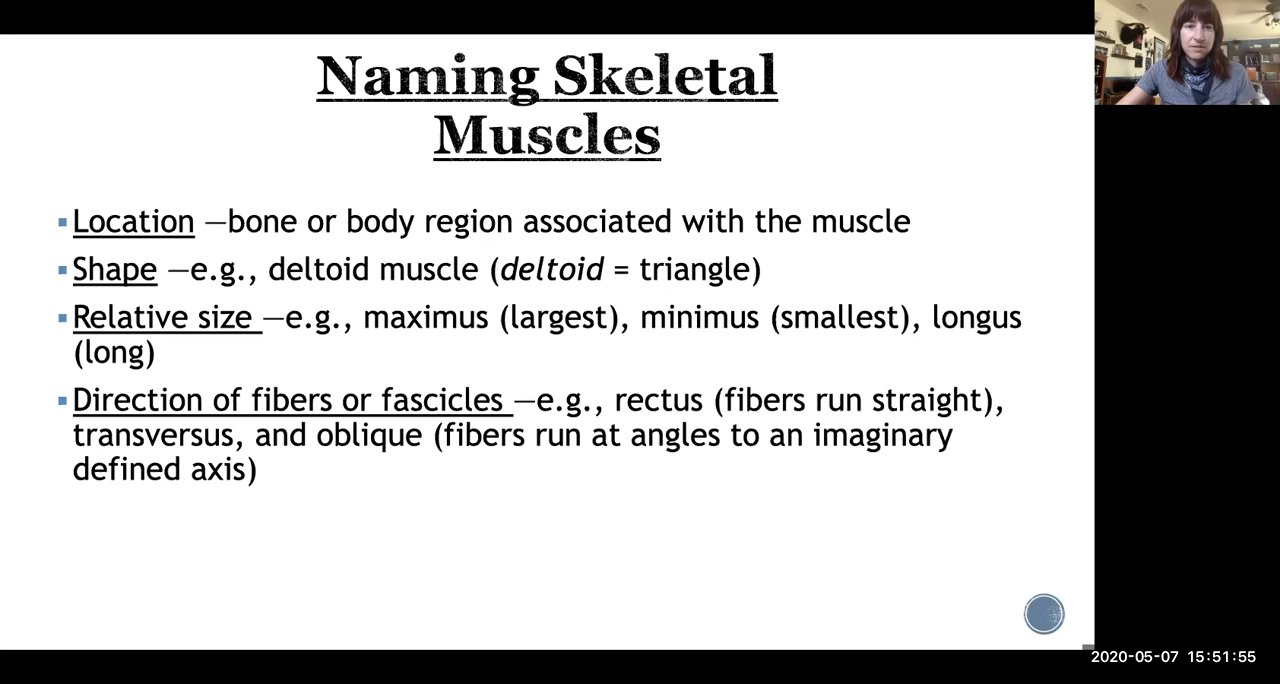 Naming Skeletal
Muscles
▪Location —bone or body region associated with the muscle
▪Shape —e.g., deltoid muscle (deltoid = triangle)
▪Relative size —e.g., maximus (largest), minimus (smallest), longus
(long)
▪Direction of fibers or fascicles —e.g., rectus (fibers run straight),
transversus, and oblique (fibers run at angles to an imaginary
defined axis)
2020-05-07 15:51:55